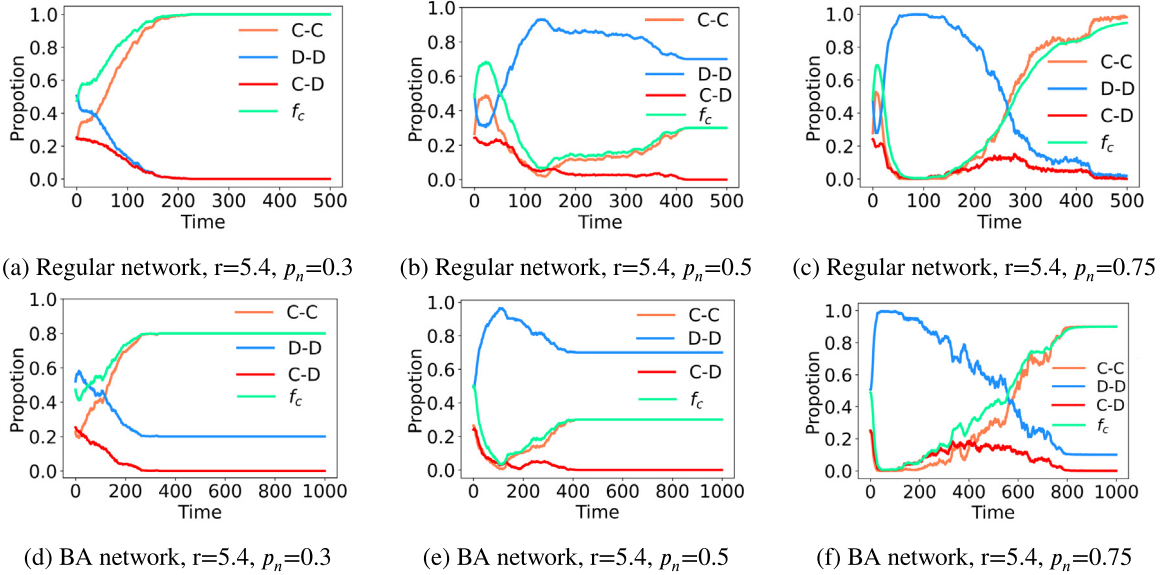 1.0
0.8
0.6
0.4
0.2
0.0
Propotion
C-C
D-D
C-D
f_c
0 100 200 300 400 500
Time
(a) Regular network, r=5.4, p_n=0.3
1.0
0.8
0.6
0.4
0.2
0.0
Propotion
C-C
D-D
C-D
f_c
0 100 200 300 400 500
Time
(b) Regular network, r=5.4, p_n=0.5
1.0
0.8
0.6
0.4
0.2
0.0
Propotion
C-C
D-D
C-D
f_c
0 100 200 300 400 500
Time
(c) Regular network, r=5.4, p_n=0.75
1.0
0.8
0.6
0.4
0.2
0.0
Propotion
C-C
D-D
C-D
f_c
0 200 400 600 800 1000
Time
(d) BA network, r=5.4, p_n=0.3
1.0
0.8
0.6
0.4
0.2
0.0
Propotion
C-C
D-D
C-D
f_c
0 200 400 600 800 1000
Time
(e) BA network, r=5.4, p_n=0.5
1.0
0.8
0.6
0.4
0.2
0.0
Propotion
C-C
D-D
C-D
f_c
0 200 400 600 800 1000
Time
(f) BA network, r=5.4, p_n=0.75